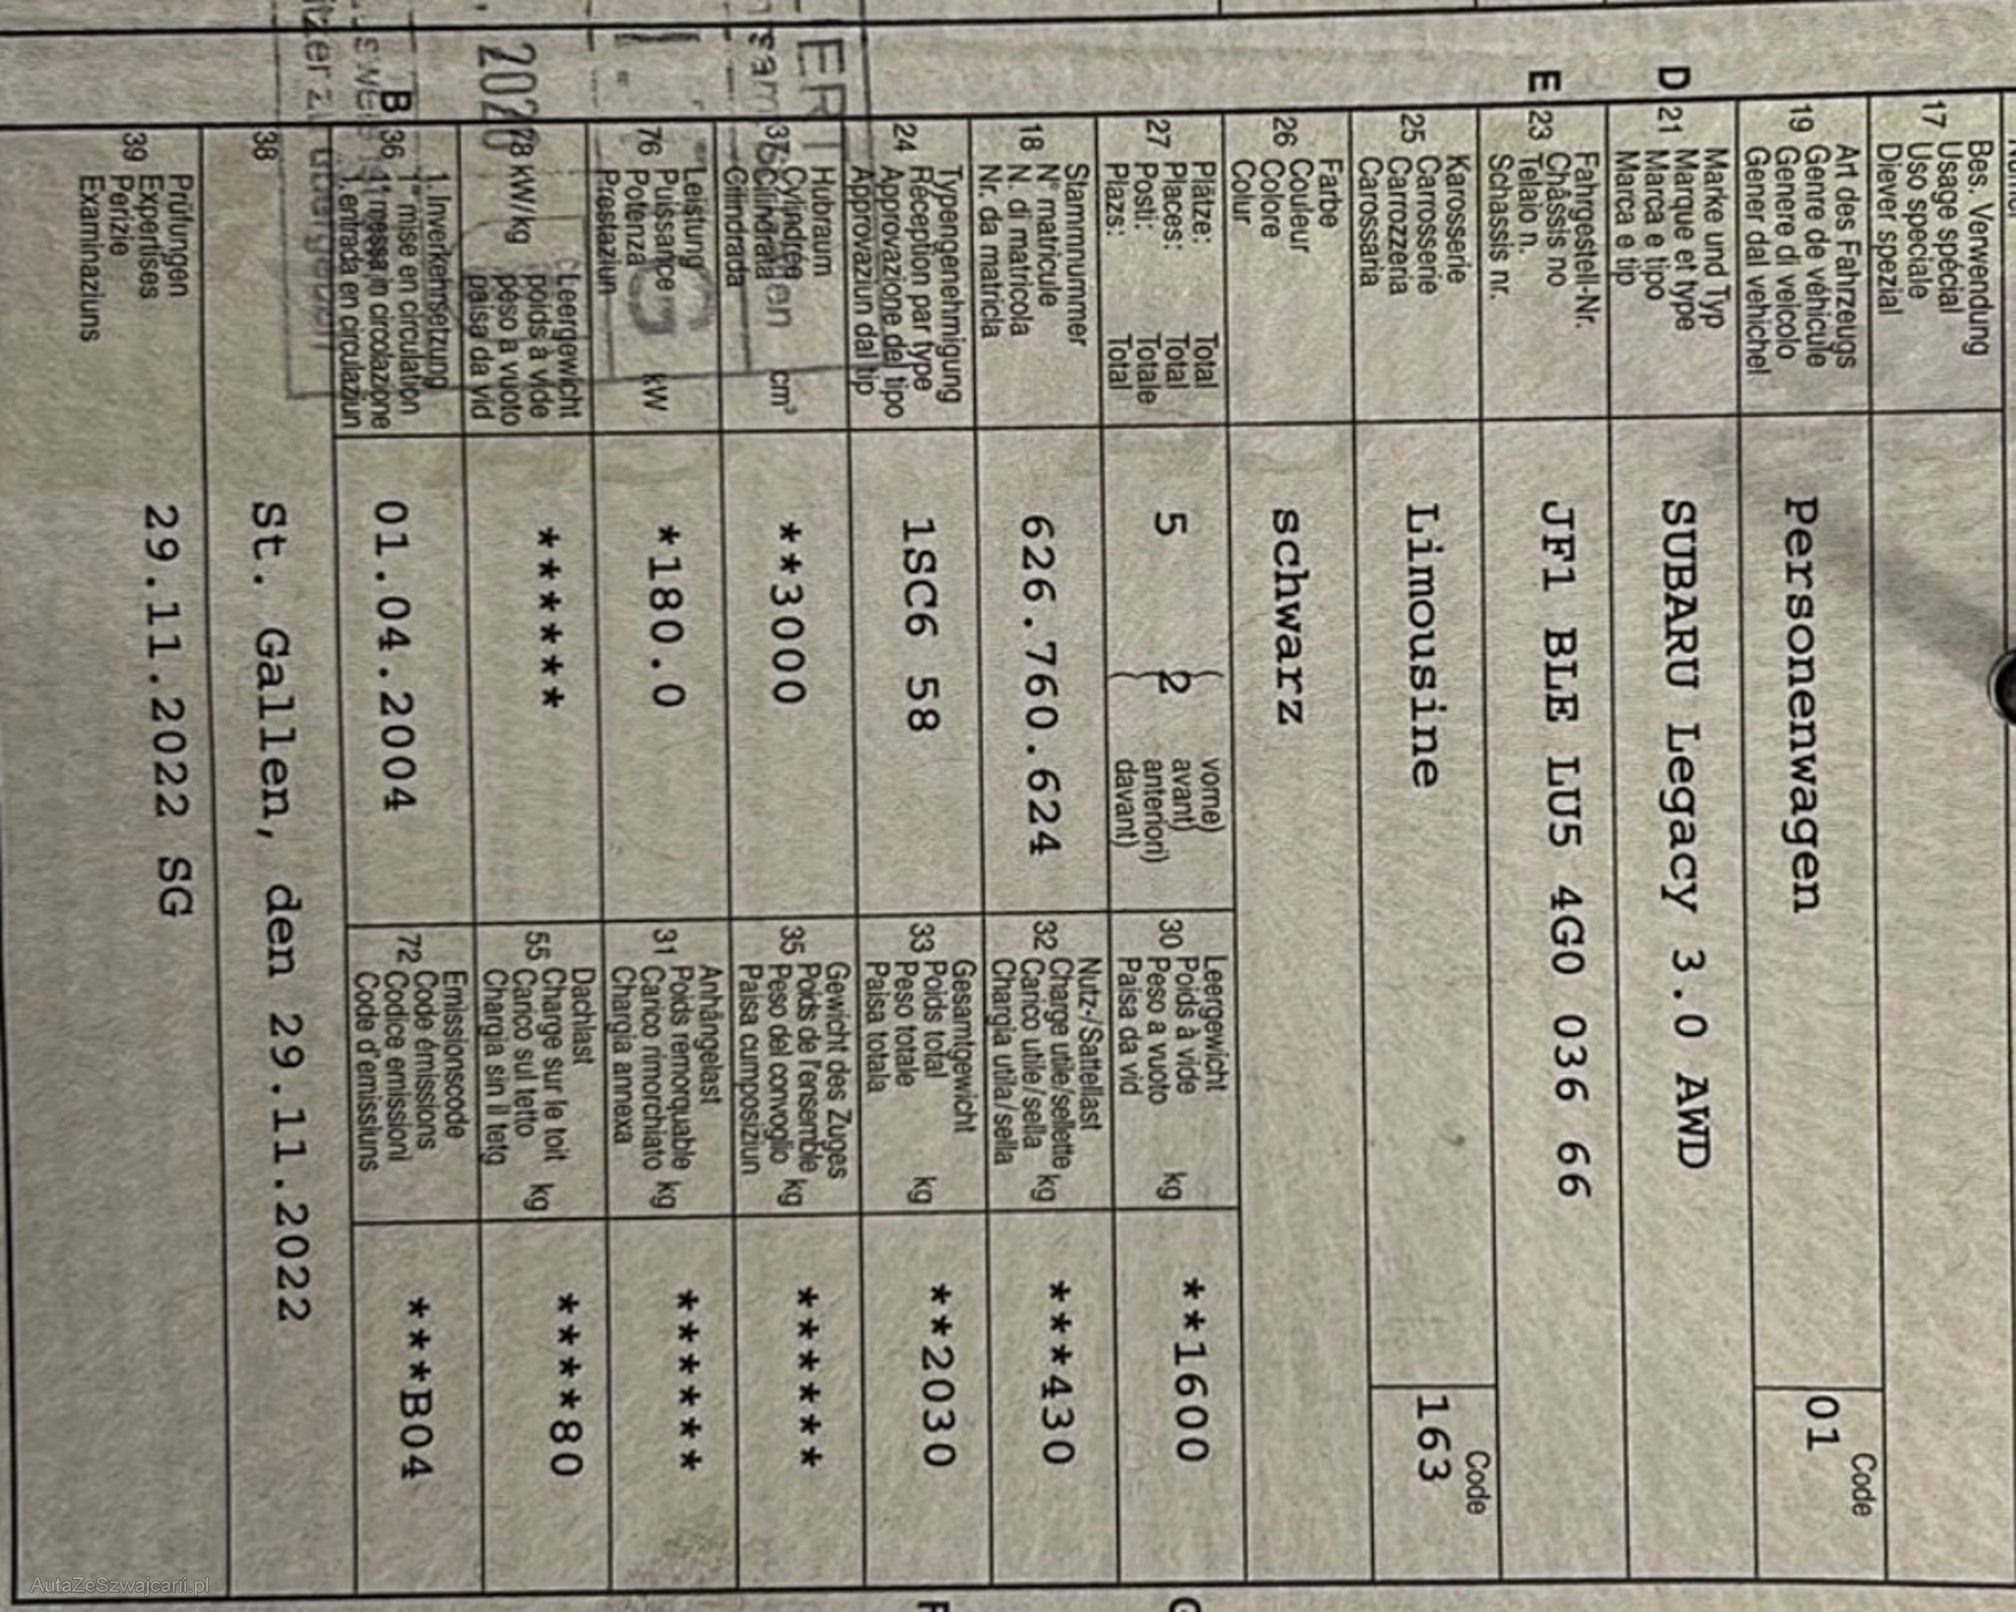 Bes. Verwendung
17 Usage spécial
Uso speciale
Diever spezial
Art des Fahrzeugs
19 Genre de véhicule
Genere di veicolo
Gener dal vehichel
Personenwagen
Code
01
Marke und Typ
D 21 Marque et type
Marca e tipo
Marca e tip
SUBARU Legacy 3.0 AWD
Fahrgestell-Nr.
E 23 Châssis no
Telaio n.
Schassis nr.
JF1 BLE LU5 4G0 036 66
Karosserie
25 Carrosserie
Carrozzeria
Carossaria
Limousine
Code
163
Farbe
26 Couleur
Colore
Colur
schwarz
Plätze: Total
27 Places: Total
Posti: Totale
Plazs: Total
5 2
vorne)
avant)
anteriori)
davant)
Leergewicht
30 Poids à vide
Peso a vuoto kg
Paisa da vid
**1600
Stammnummer
18 N° matricule
N. di matricola
Nr. da matricla
626.760.624
Nutz-/Sattellast
32 Charge utile/sellette
Carico utile/sella kg
Chargia utila/sella
***430
Typengenehmigung
24 Réception par type
Approvazione del tipo
Approvaziun dal tip
1SC6 58
Gesamtgewicht
33 Poids total
Peso totale kg
Paisa totala
**2030
Hubraum
37 Cylindrée
Cilindrata cm³
Cilindrada
**3000
Gewicht des Zuges
35 Poids de l'ensemble
Peso del convoglio kg
Paisa cumposiziun
******
Leistung
76 Puissance
Potenza kW
Prestaziun
*180.0
Anhängelast
31 Poids remorquable
Carico rimorchiato kg
Chargia annexa
******
Leergewicht
78 kW/kg poids à vide
peso a vuoto
paisa da vid
******
Dachlast
55 Charge sur le toit
Carico sul tetto kg
Chargia sin il tetg
****80
1. Inverkehrsetzung
B 36 1re mise en circulation
1a messa in circolazione
1. entrada en circulaziun
01.04.2004
Emissionscode
72 Code émissions
Codice emissioni
Code d'emissiuns
***B04
38
St. Gallen, den 29.11.2022
Prüfungen
39 Expertises
Perizie
Examinaziuns
29.11.2022 SG
2020
SG
AutaZeSzwajcarii.pl